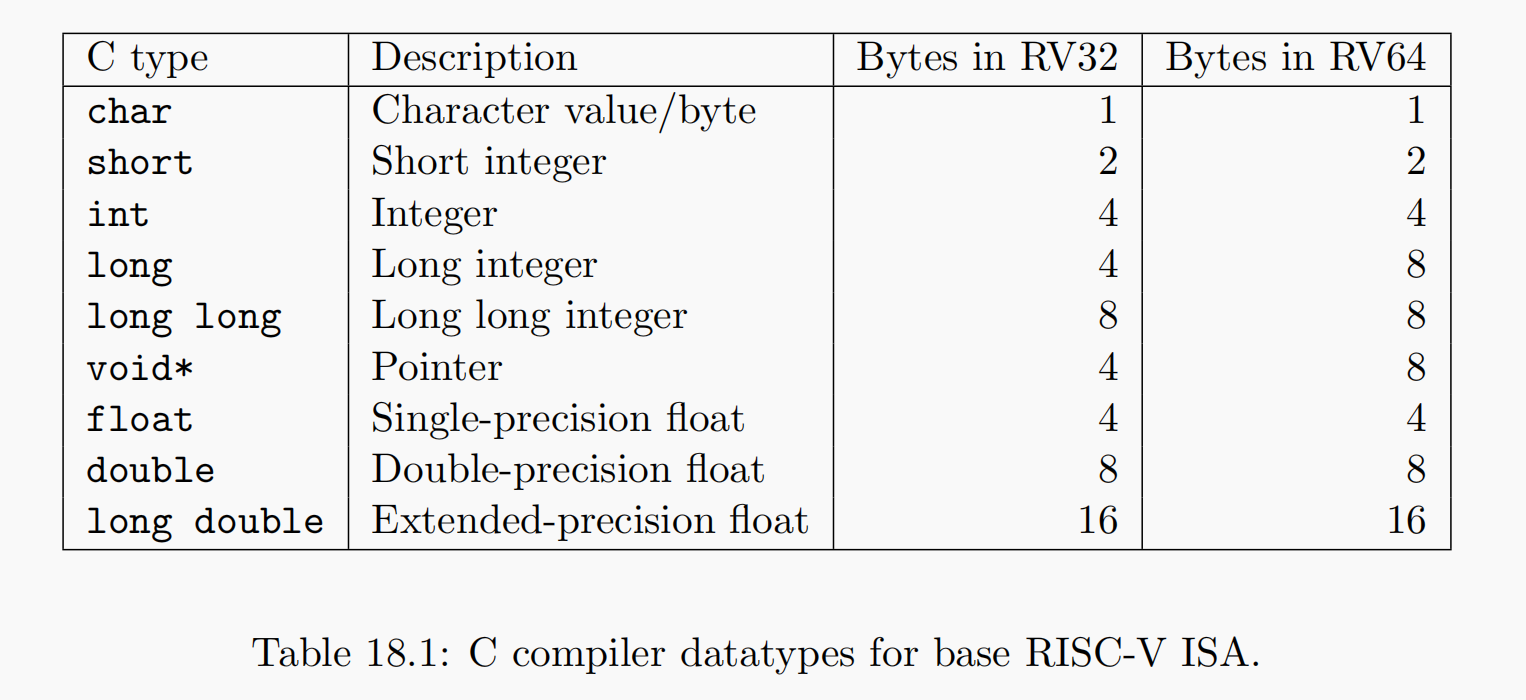 C type Description Bytes in RV32 Bytes in RV64
char Character value/byte 1 1
short Short integer 2 2
int Integer 4 4
long Long integer 4 8
long long Long long integer 8 8
void* Pointer 4 8
float Single-precision float 4 4
double Double-precision float 8 8
long double Extended-precision float 16 16
Table 18.1: C compiler datatypes for base RISC-V ISA.